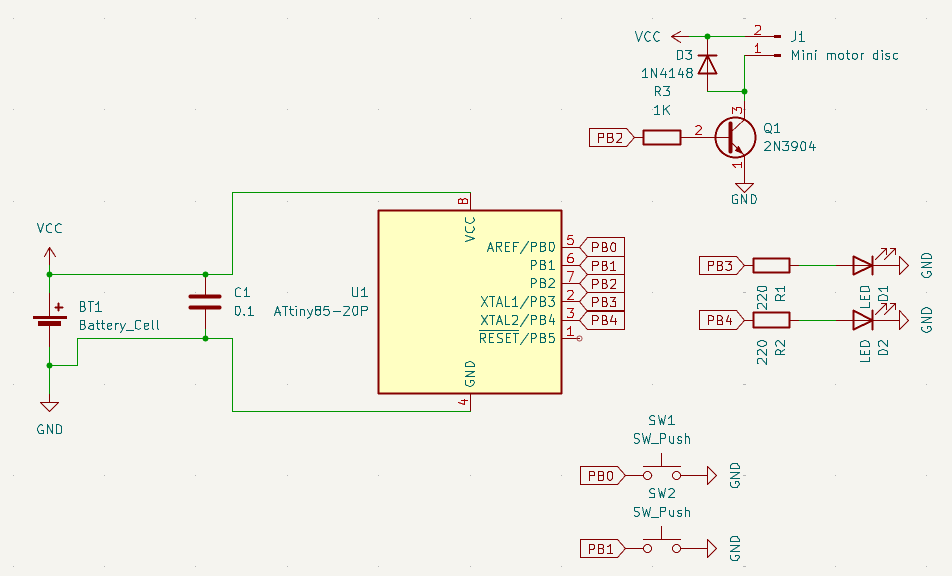 VCC
2
J1
D3
1
Mini motor disc
1N4148
R3
1K
3
PB2
2
Q1
2N3904
1
GND
8
VCC
VCC
AREF/PB0
5
PB0
PB1
6
PB1
PB2
7
PB2
XTAL1/PB3
2
PB3
XTAL2/PB4
3
PB4
RESET/PB5
1
GND
4
U1
ATtiny85-20P
C1
0.1
BT1
+
Battery_Cell
GND
PB3
220
R1
LED
D1
GND
PB4
220
R2
LED
D2
GND
SW1
SW_Push
PB0
GND
SW2
SW_Push
PB1
GND